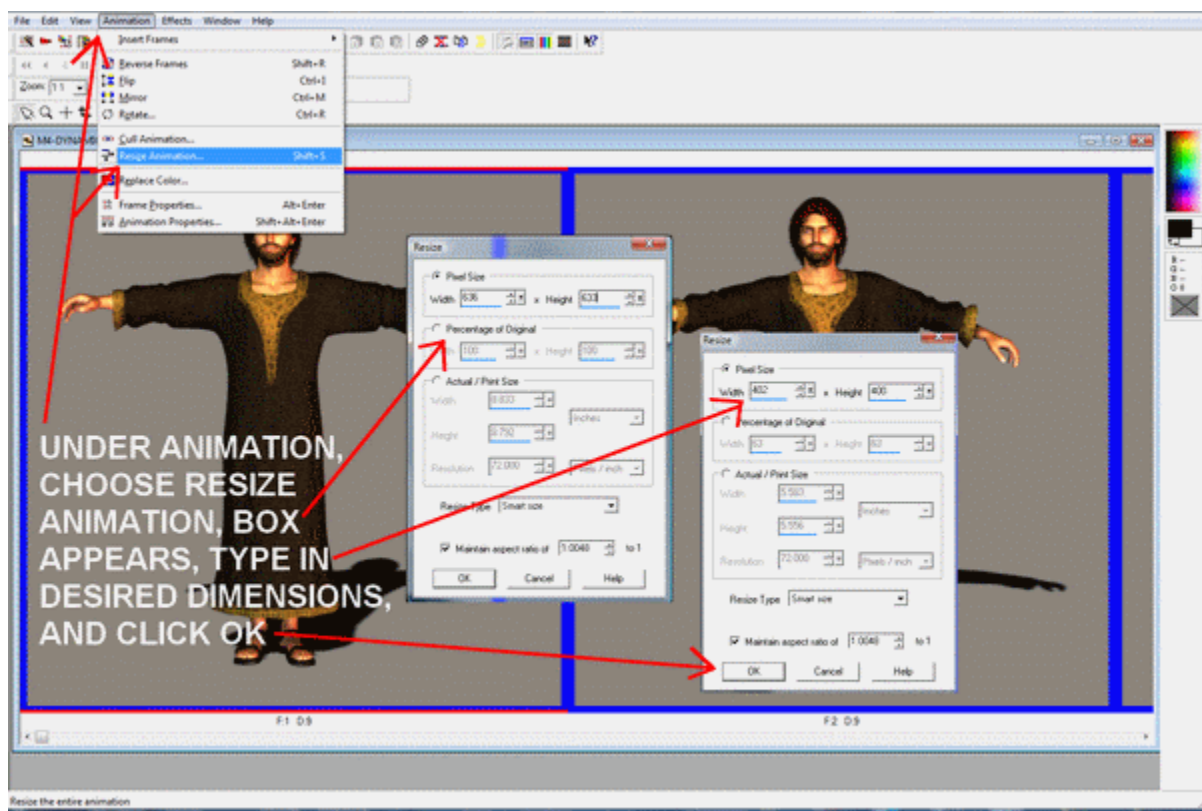 File Edit View Animation Effects Window Help
Insert Frames
Reverse Frames Shift+R
Flip Ctrl+I
Mirror Ctrl+M
Rotate... Ctrl+R
Cull Animation...
Resize Animation... Shift+S
Replace Color...
Frame Properties... Alt+Enter
Animation Properties... Shift+Alt+Enter
Zoom: 1:1
Resize
Pixel Size
Width 636 x Height 633
Percentage of Original
100 x Height 100
Actual / Print Size
Width 8.833
Inches
Height 8.792
Resolution 72.000 / inch
Resize Type Smart size
Maintain aspect ratio of 1.0048 to 1
OK Cancel Help
Resize
Pixel Size
Width 402 x Height 400
Percentage of Original
Width 63 x Height 63
Actual / Print Size
Width 5.583
Inches
Height 5.556
Resolution 72.000 Pixels / inch
Resize Type Smart size
Maintain aspect ratio of 1.0048 to 1
OK Cancel Help
UNDER ANIMATION,
CHOOSE RESIZE
ANIMATION, BOX
APPEARS, TYPE IN
DESIRED DIMENSIONS,
AND CLICK OK
F:1 D:9 F:2 D:9
Resize the entire animation